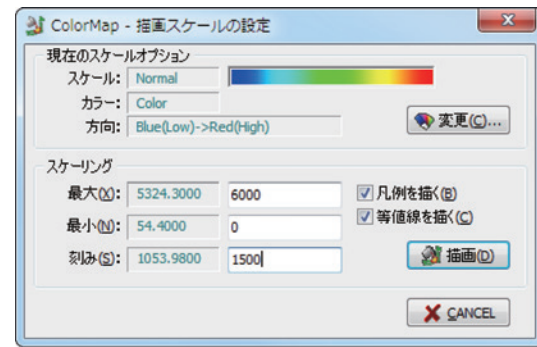 ColorMap - 描画スケールの設定
現在のスケールオプション
スケール: Normal
カラー: Color
方向: Blue(Low)->Red(High)
変更(C)...
スケーリング
最大(X): 5324.3000 6000
凡例を描く(B)
最小(N): 54.4000 0
等値線を描く(C)
刻み(S): 1053.9800 1500
描画(D)
CANCEL